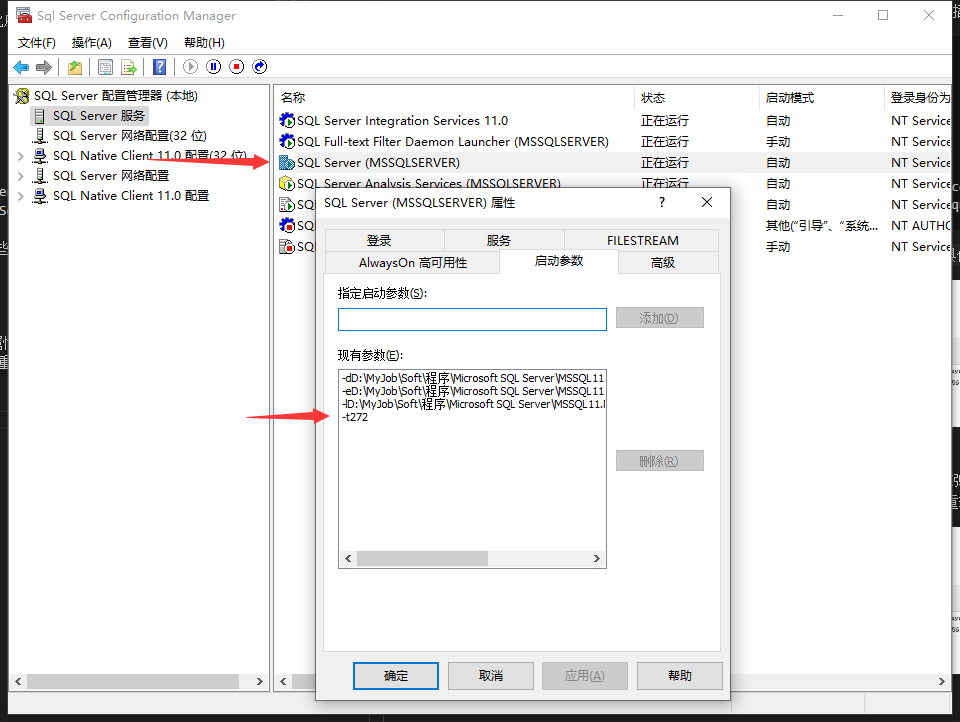 Sql Server Configuration Manager
文件(F) 操作(A) 查看(V) 帮助(H)
SQL Server 配置管理器 (本地)
SQL Server 服务
SQL Server 网络配置(32 位)
SQL Native Client 11.0 配置(32 位)
SQL Server 网络配置
SQL Native Client 11.0 配置
名称 状态 启动模式 登录身份为
SQL Server Integration Services 11.0 正在运行 自动 NT Service
SQL Full-text Filter Daemon Launcher (MSSQLSERVER) 正在运行 手动 NT Service
SQL Server (MSSQLSERVER) 正在运行 自动 NT Service
SQL Server Analysis Services (MSSQLSERVER) 正在运行 自动 NT Service
SQL 自动 NT Service
SQL 其他("引导"、"系统... NT AUTHO
SQL 手动 NT Service
SQL Server (MSSQLSERVER) 属性
登录 服务 FILESTREAM
AlwaysOn 高可用性 启动参数 高级
指定启动参数(S):
添加(D)
现有参数(E):
-dD:\MyJob\Soft\程序\Microsoft SQL Server\MSSQL11
-eD:\MyJob\Soft\程序\Microsoft SQL Server\MSSQL11
-lD:\MyJob\Soft\程序\Microsoft SQL Server\MSSQL11.
-t272
删除(R)
确定 取消 应用(A) 帮助